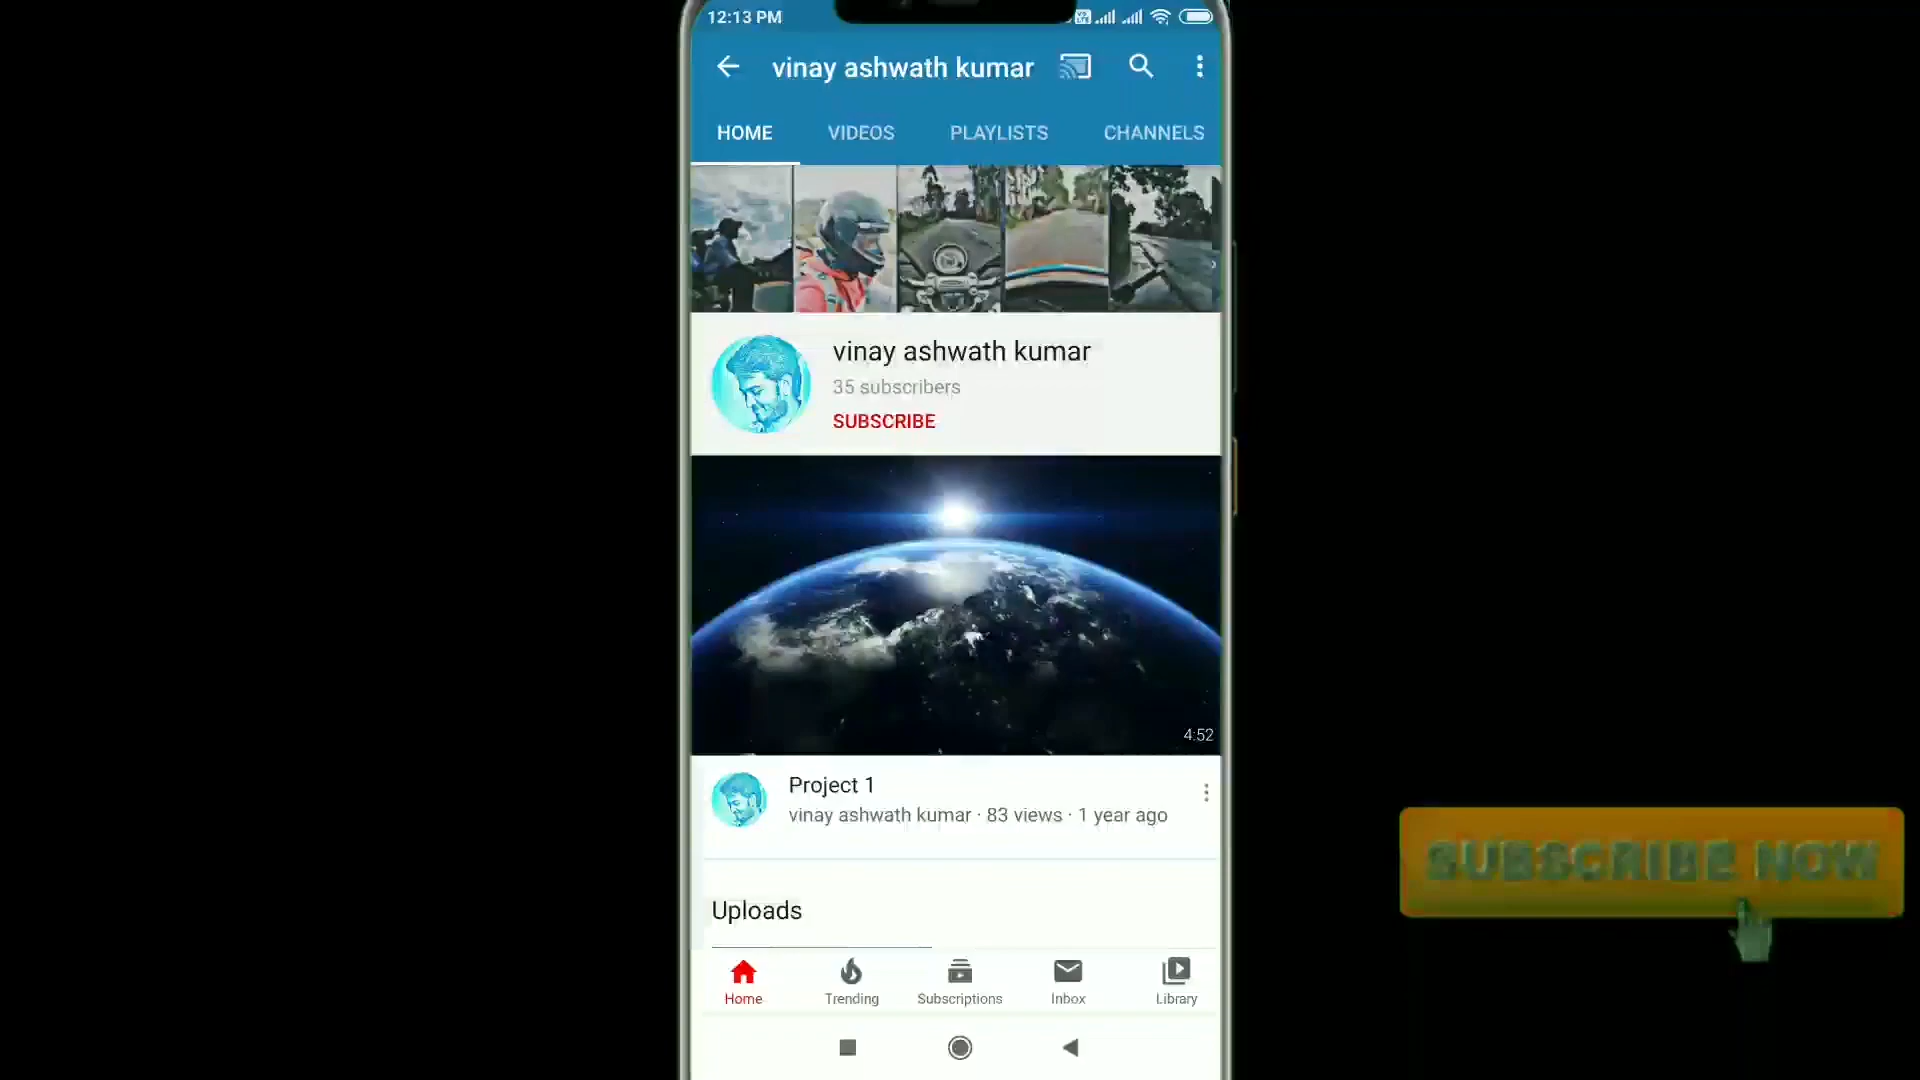 12:13 PM
vinay ashwath kumar
HOME VIDEOS PLAYLISTS CHANNELS
vinay ashwath kumar
35 subscribers
SUBSCRIBE
4:52
Project 1
vinay ashwath kumar · 83 views · 1 year ago
SUBSCRIBE NOW
Uploads
Home Trending Subscriptions Inbox Library